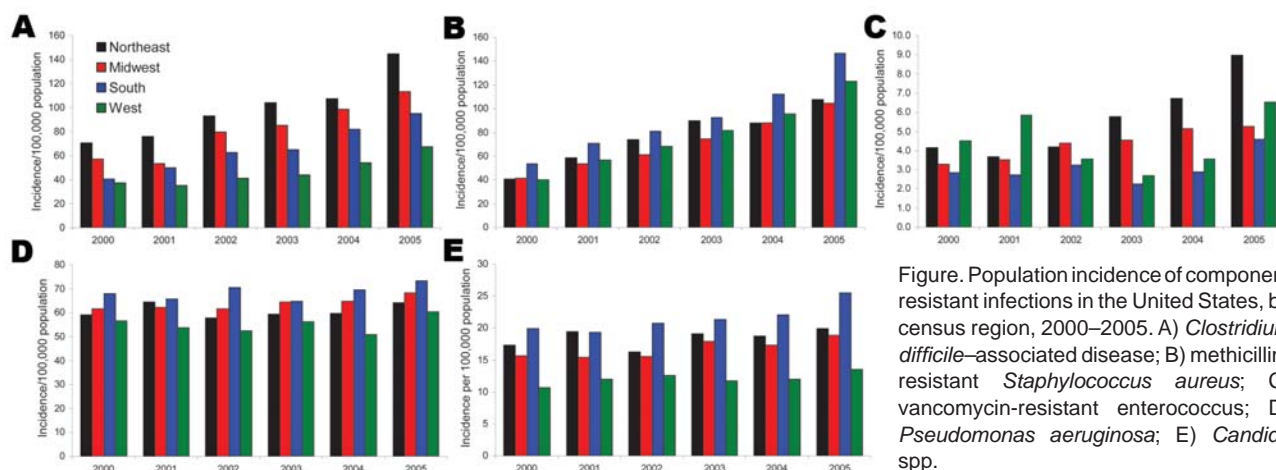 A
160
140
120
100
80
60
40
20
0
Incidence/100,000 population
Northeast
Midwest
South
West
2000 2001 2002 2003 2004 2005
B
160
140
120
100
80
60
40
20
0
Incidence/100,000 population
2000 2001 2002 2003 2004 2005
C
10.0
9.0
8.0
7.0
6.0
5.0
4.0
3.0
2.0
1.0
0.0
Incidence/100,000 population
2000 2001 2002 2003 2004 2005
D
80
70
60
50
40
30
20
10
0
Incidence/100,000 population
2000 2001 2002 2003 2004 2005
E
30
25
20
15
10
5
0
Incidence per 100,000 population
2000 2001 2002 2003 2004 2005
Figure. Population incidence of component
resistant infections in the United States, b
census region, 2000–2005. A) Clostridium
difficile–associated disease; B) methicillin
resistant Staphylococcus aureus; C
vancomycin-resistant enterococcus; D
Pseudomonas aeruginosa; E) Candid
spp.